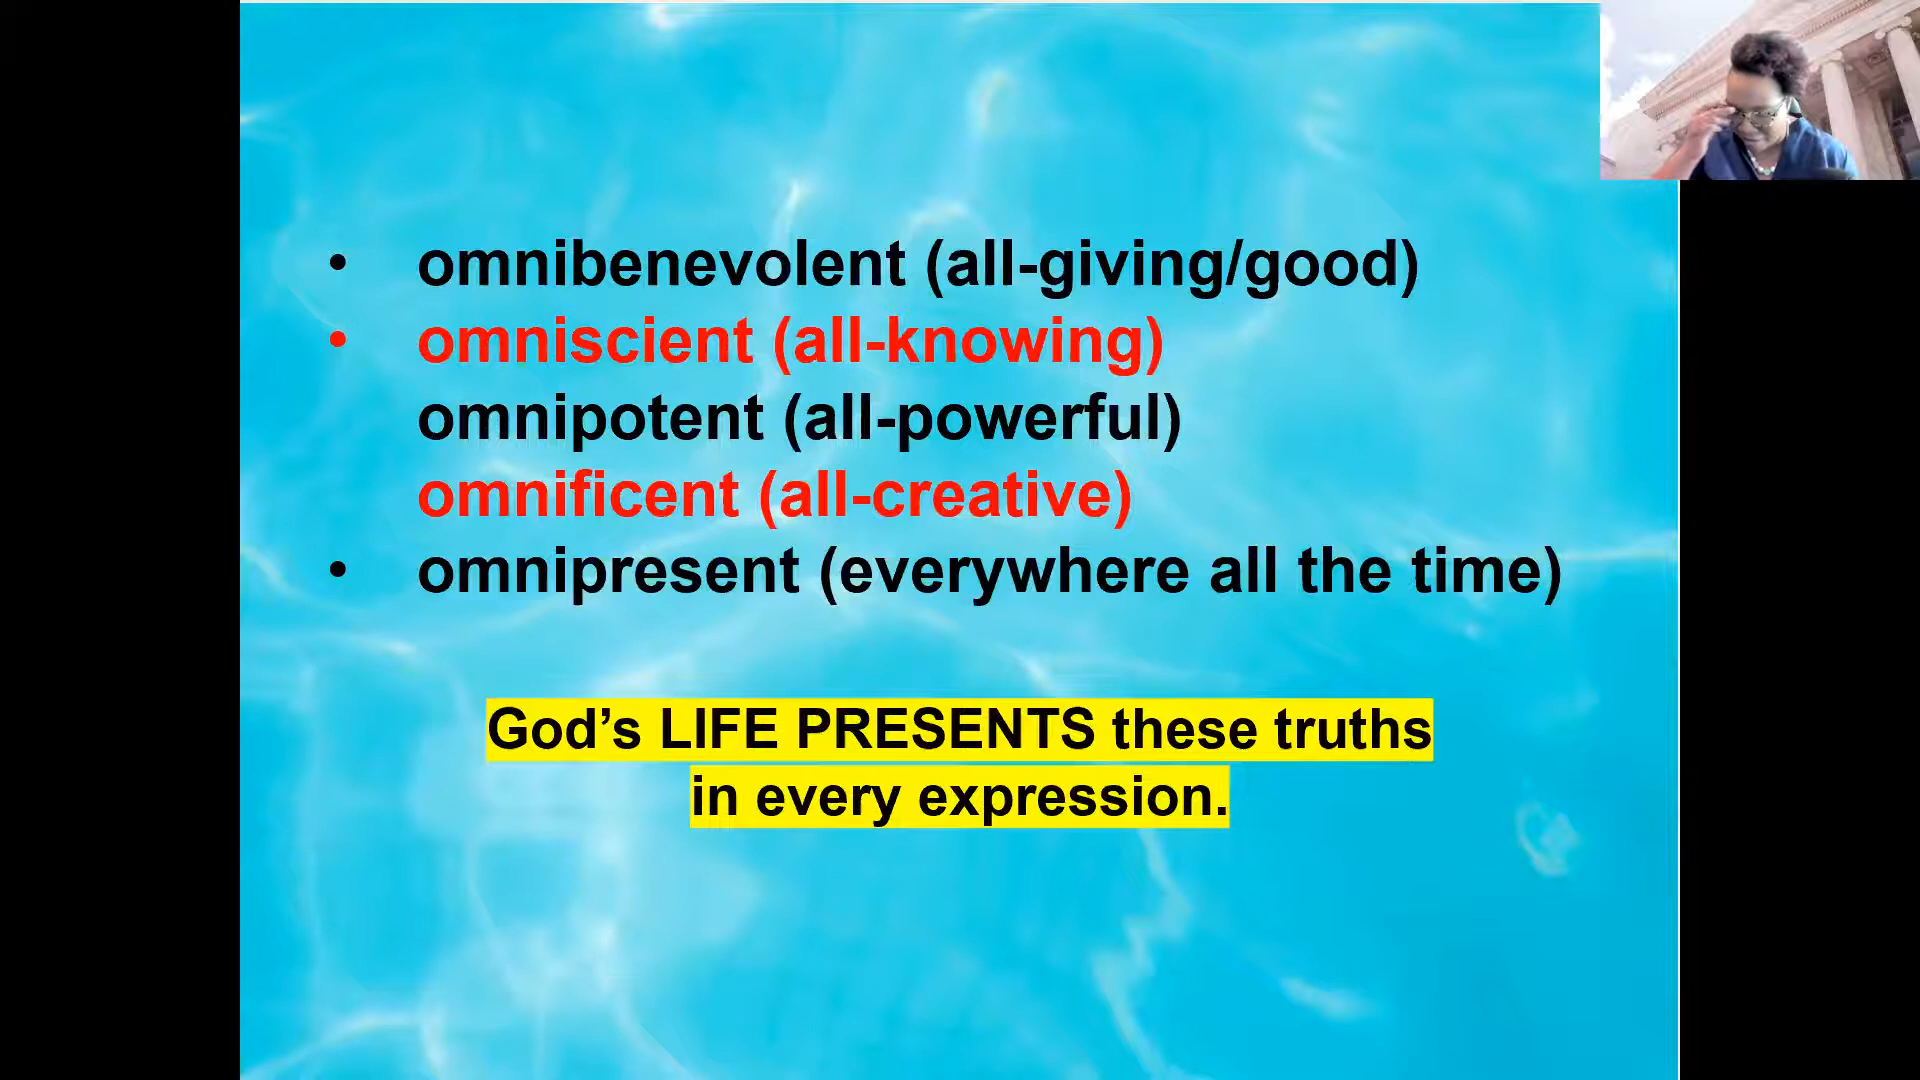 • omnibenevolent (all-giving/good)
• omniscient (all-knowing)
omnipotent (all-powerful)
omnificent (all-creative)
• omnipresent (everywhere all the time)
God’s LIFE PRESENTS these truths
in every expression.